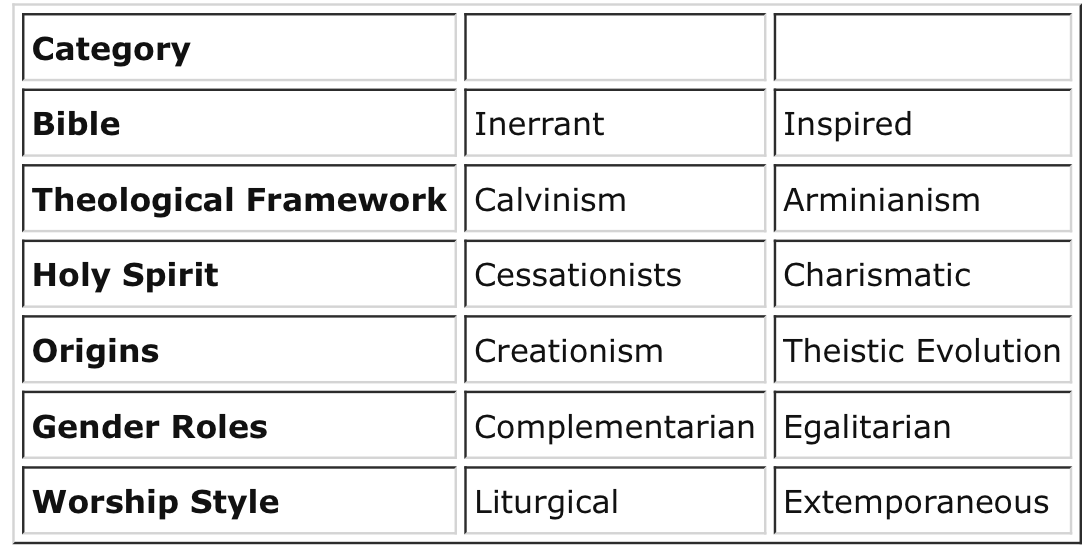 Category
Bible Inerrant Inspired
Theological Framework Calvinism Arminianism
Holy Spirit Cessationists Charismatic
Origins Creationism Theistic Evolution
Gender Roles Complementarian Egalitarian
Worship Style Liturgical Extemporaneous